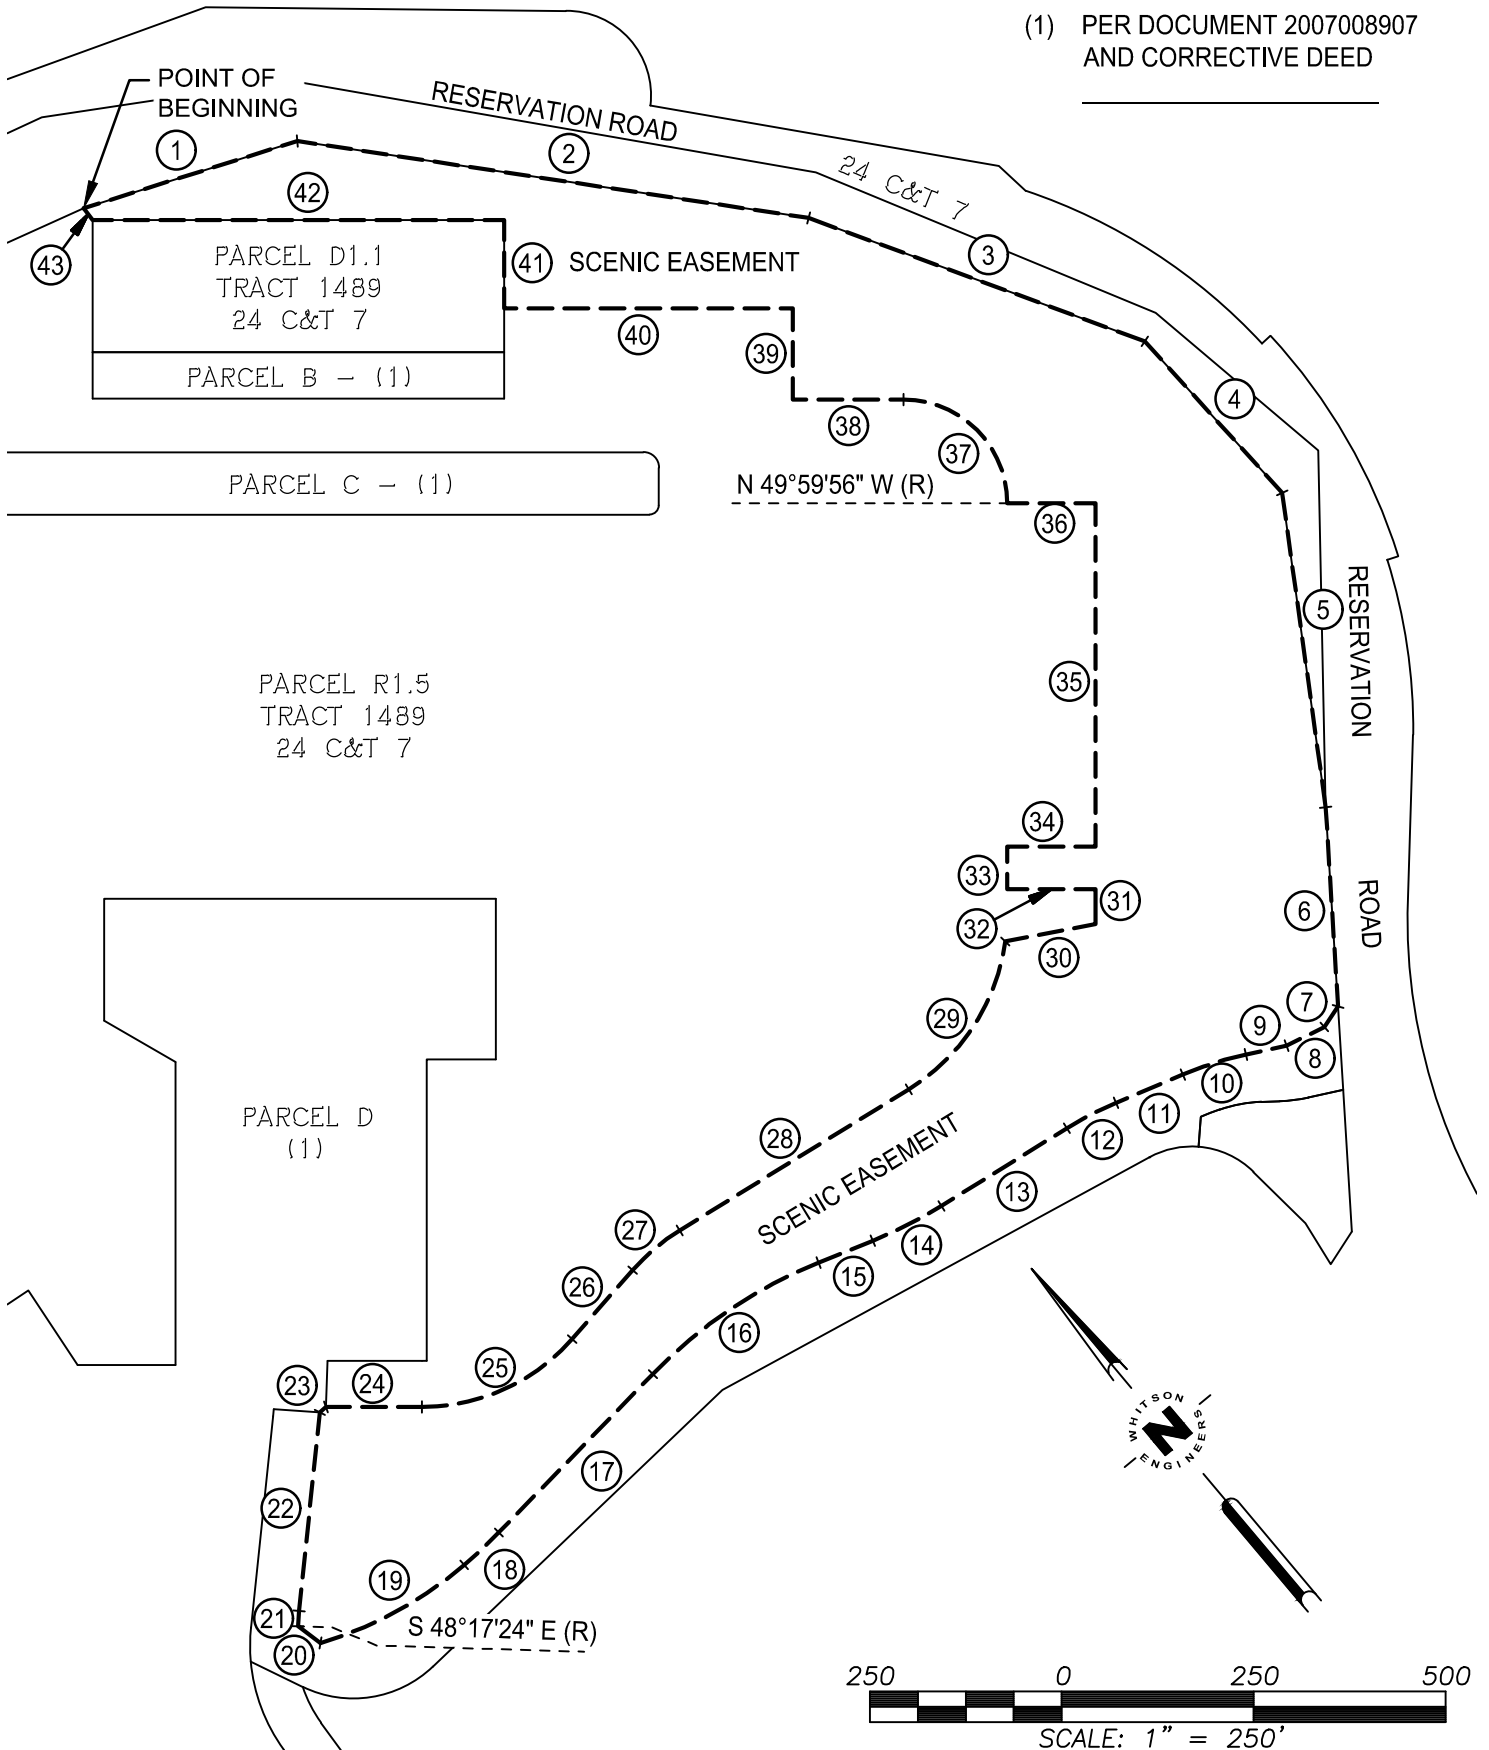 (1) PER DOCUMENT 2007008907
AND CORRECTIVE DEED
POINT OF
BEGINNING
RESERVATION ROAD
1
2
24 C&T 7
42
3
43
PARCEL D1.1
TRACT 1489
24 C&T 7
41
SCENIC EASEMENT
40
39
PARCEL B - (1)
38
4
37
PARCEL C - (1)
N 49°59'56" W (R)
36
5
RESERVATION
ROAD
PARCEL R1.5
TRACT 1489
24 C&T 7
35
34
33
31
32
6
30
29
7
9
8
10
11
12
PARCEL D
(1)
28
SCENIC EASEMENT
13
27
14
26
15
16
25
23
24
17
22
18
19
21
20
S 48°17'24" E (R)
WHITSON
N
ENGINEERS
250 0 250 500
SCALE: 1" = 250'